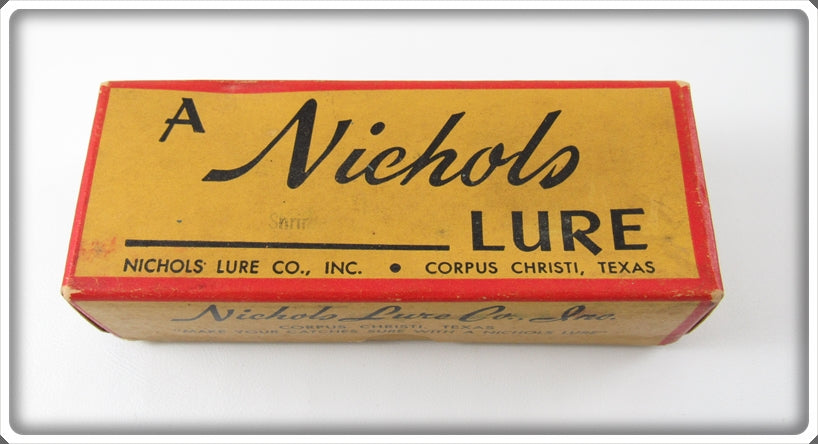 A
Nichols
LURE
NICHOLS LURE CO., INC. • CORPUS CHRISTI, TEXAS
Nichols Lure Co., Inc.
CORPUS CHRISTI, TEXAS
"MAKE YOUR CATCHES SURE WITH A NICHOLS LURE"